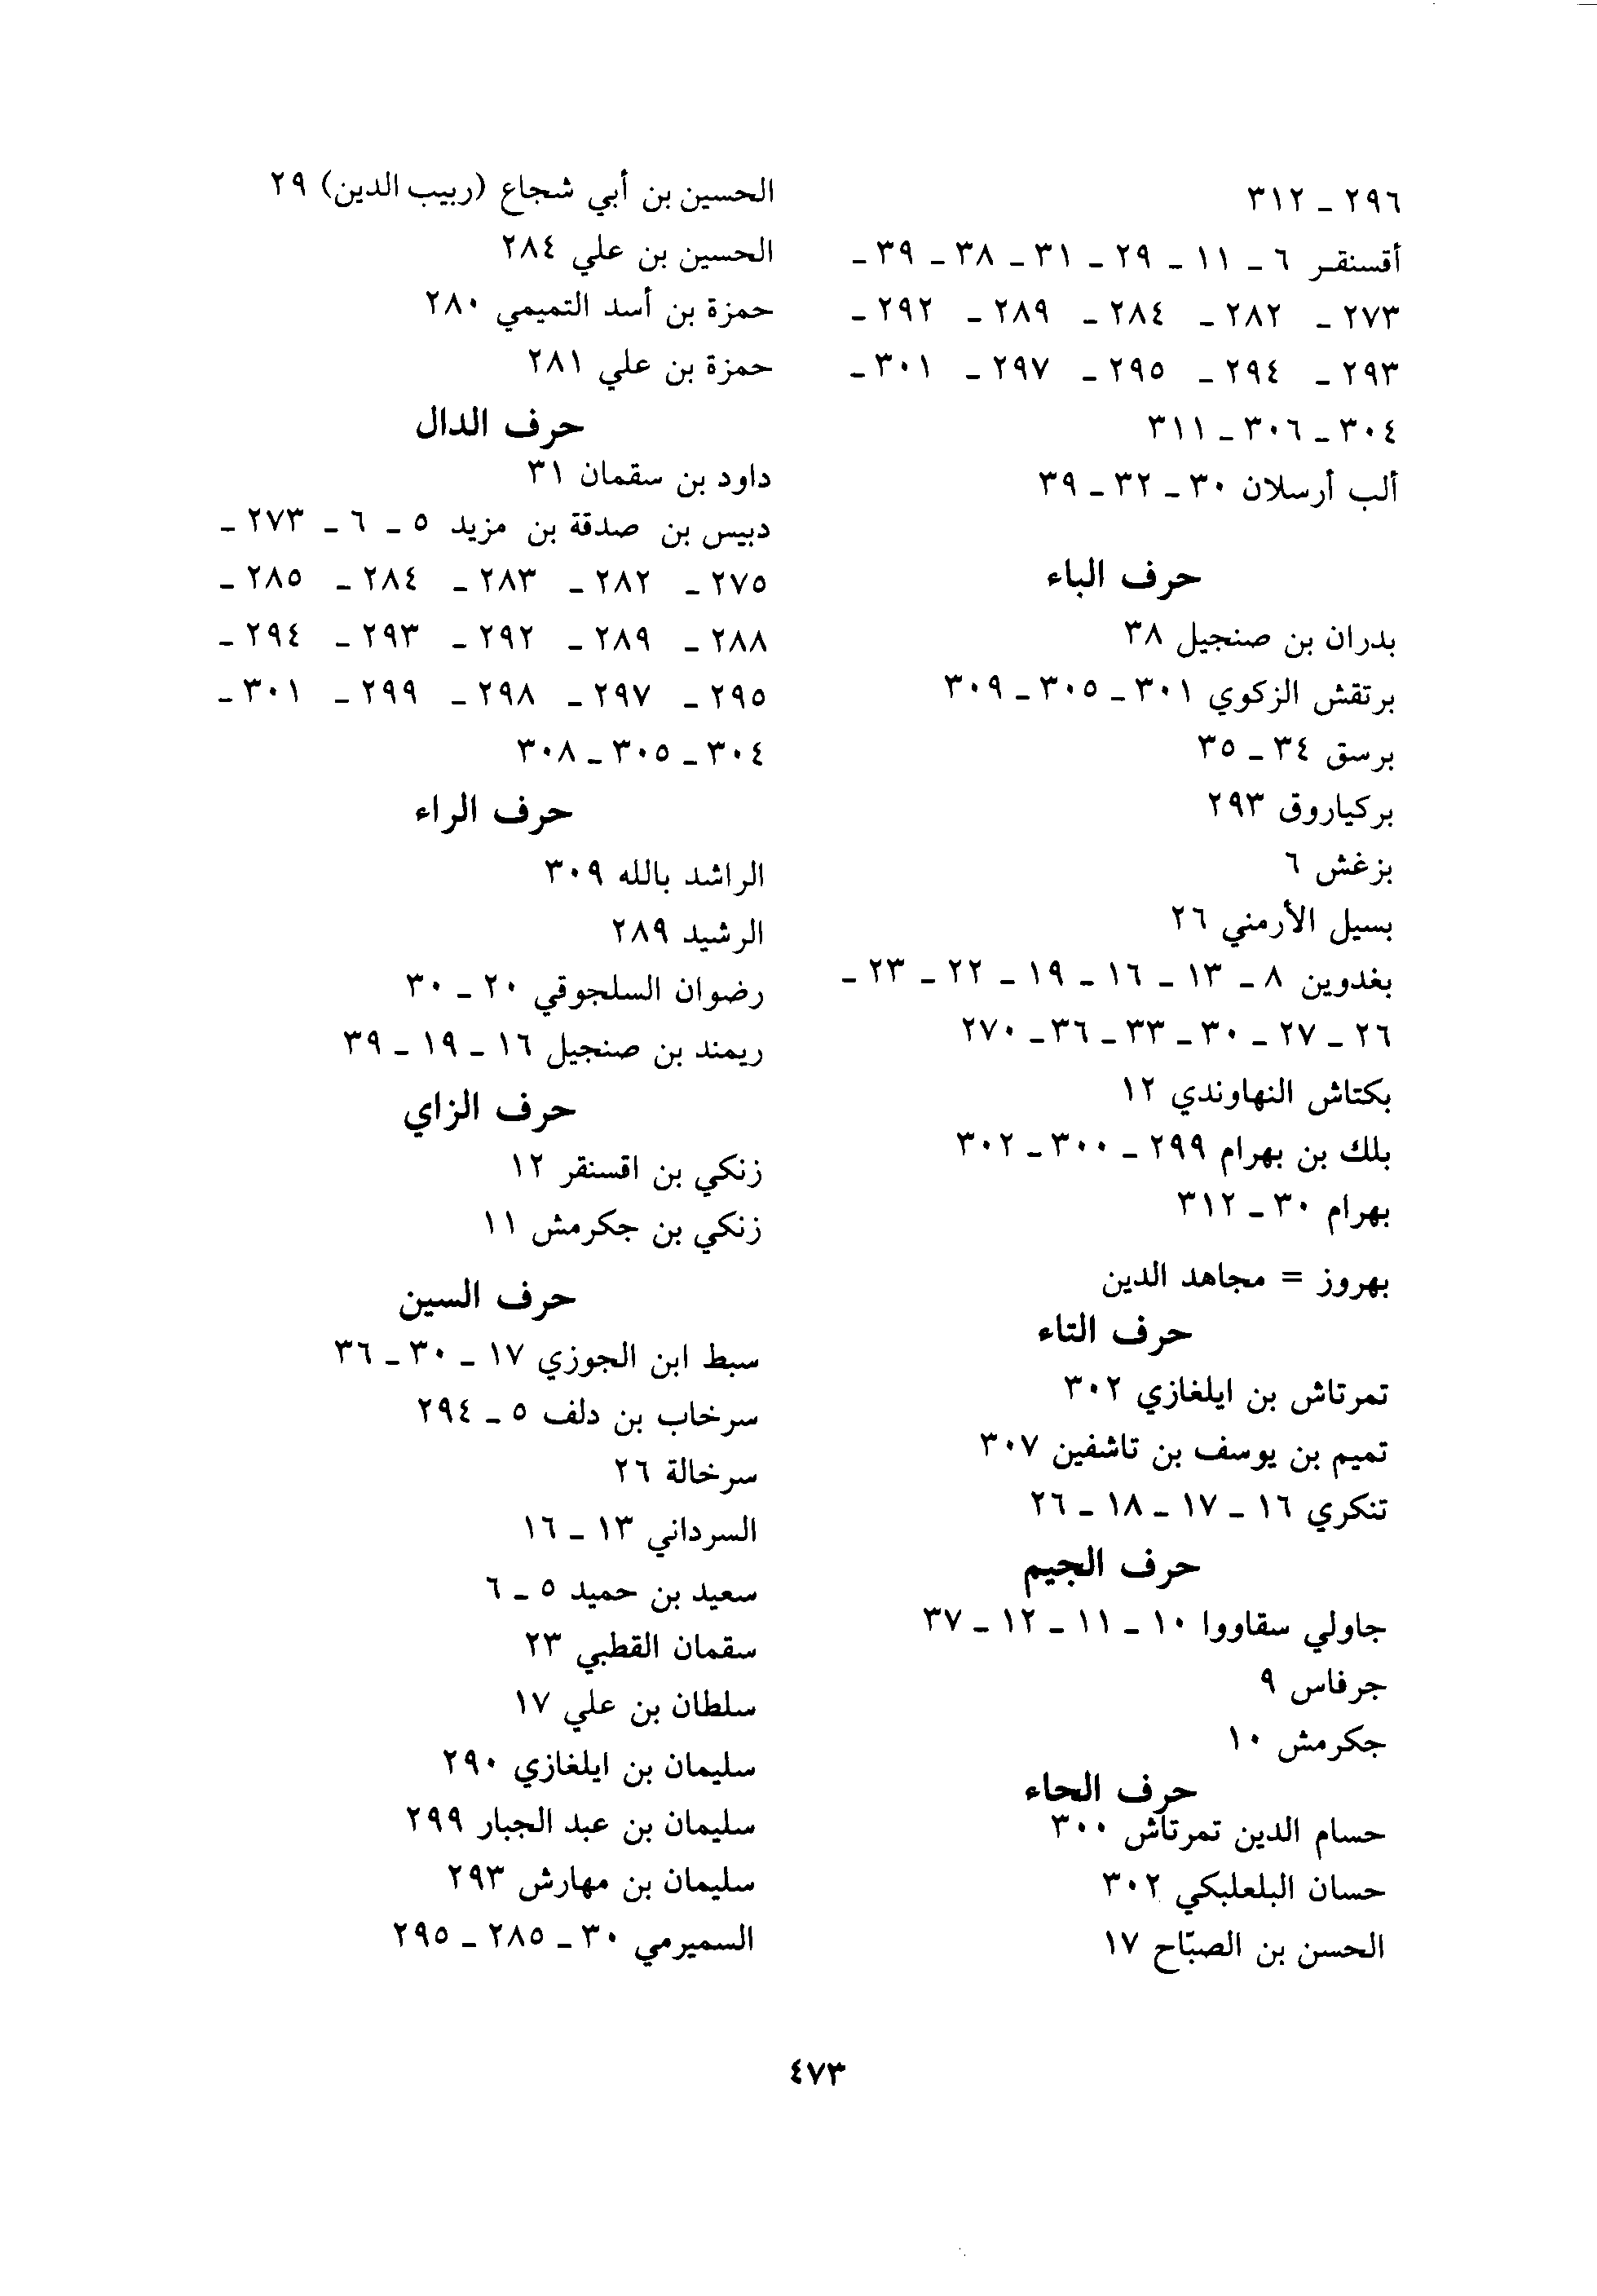 ٢٩٦ ـ ٣١٢
أقسنقـر ٦ ـ ١١ ـ ٢٩ ـ ٣١ ـ ٣٨ ـ ٣٩ ـ
٢٧٣ ـ ٢٨٢ ـ ٢٨٤ ـ ٢٨٩ ـ ٢٩٢ ـ
٢٩٣ ـ ٢٩٤ ـ ٢٩٥ ـ ٢٩٧ ـ ٣٠١ ـ
٣٠٤ ـ ٣٠٦ ـ ٣١١
ألب أرسلان ٣٠ ـ ٣٢ ـ ٣٩
حرف الباء
بدران بن صنجيل ٣٨
برتقش الزكوي ٣٠١ ـ ٣٠٥ ـ ٣٠٩
برسق ٣٤ ـ ٣٥
بركياروق ٢٩٣
بزغش ٦
بسيل الأرمني ٢٦
بغدوين ٨ ـ ١٣ ـ ١٦ ـ ١٩ ـ ٢٢ ـ ٢٣ ـ
٢٦ ـ ٢٧ ـ ٣٠ ـ ٣٣ ـ ٣٦ ـ ٢٧٠
بكتاش النهاوندي ١٢
بلك بن بهرام ٢٩٩ ـ ٣٠٠ ـ ٣٠٢
بهرام ٣٠ ـ ٣١٢
بهروز = مجاهد الدين
حرف التاء
تمرتاش بن ايلغازي ٣٠٢
تميم بن يوسف بن تاشفين ٣٠٧
تنكري ١٦ ـ ١٧ ـ ١٨ ـ ٢٦
حرف الجيم
جاولي سقاووا ١٠ ـ ١١ ـ ١٢ ـ ٣٧
جرفاس ٩
جكرمش ١٠
حرف الحاء
حسام الدين تمرتاش ٣٠٠
حسان البلعلبكي ٣٠٢
الحسن بن الصبّاح ١٧
الحسين بن أبي شجاع (ربيب الدين) ٢٩
الحسين بن علي ٢٨٤
حمزة بن أسد التميمي ٢٨٠
حمزة بن علي ٢٨١
حرف الدال
داود بن سقمان ٣١
دبيس بن صدقة بن مزيد ٥ ـ ٦ ـ ٢٧٣ ـ
٢٧٥ ـ ٢٨٢ ـ ٢٨٣ ـ ٢٨٤ ـ ٢٨٥ ـ
٢٨٨ ـ ٢٨٩ ـ ٢٩٢ ـ ٢٩٣ ـ ٢٩٤ ـ
٢٩٥ ـ ٢٩٧ ـ ٢٩٨ ـ ٢٩٩ ـ ٣٠١ ـ
٣٠٤ ـ ٣٠٥ ـ ٣٠٨
حرف الراء
الراشد بالله ٣٠٩
الرشيد ٢٨٩
رضوان السلجوقي ٢٠ ـ ٣٠
ريمند بن صنجيل ١٦ ـ ١٩ ـ ٣٩
حرف الزاي
زنكي بن اقسنقر ١٢
زنكي بن جكرمش ١١
حرف السين
سبط ابن الجوزي ١٧ ـ ٣٠ ـ ٣٦
سرخاب بن دلف ٥ ـ ٢٩٤
سرخالة ٢٦
السرداني ١٣ ـ ١٦
سعيد بن حميد ٥ ـ ٦
سقمان القطبي ٢٣
سلطان بن علي ١٧
سليمان بن ايلغازي ٢٩٠
سليمان بن عبد الجبار ٢٩٩
سليمان بن مهارش ٢٩٣
السميرمي ٣٠ ـ ٢٨٥ ـ ٢٩٥
٤٧٣